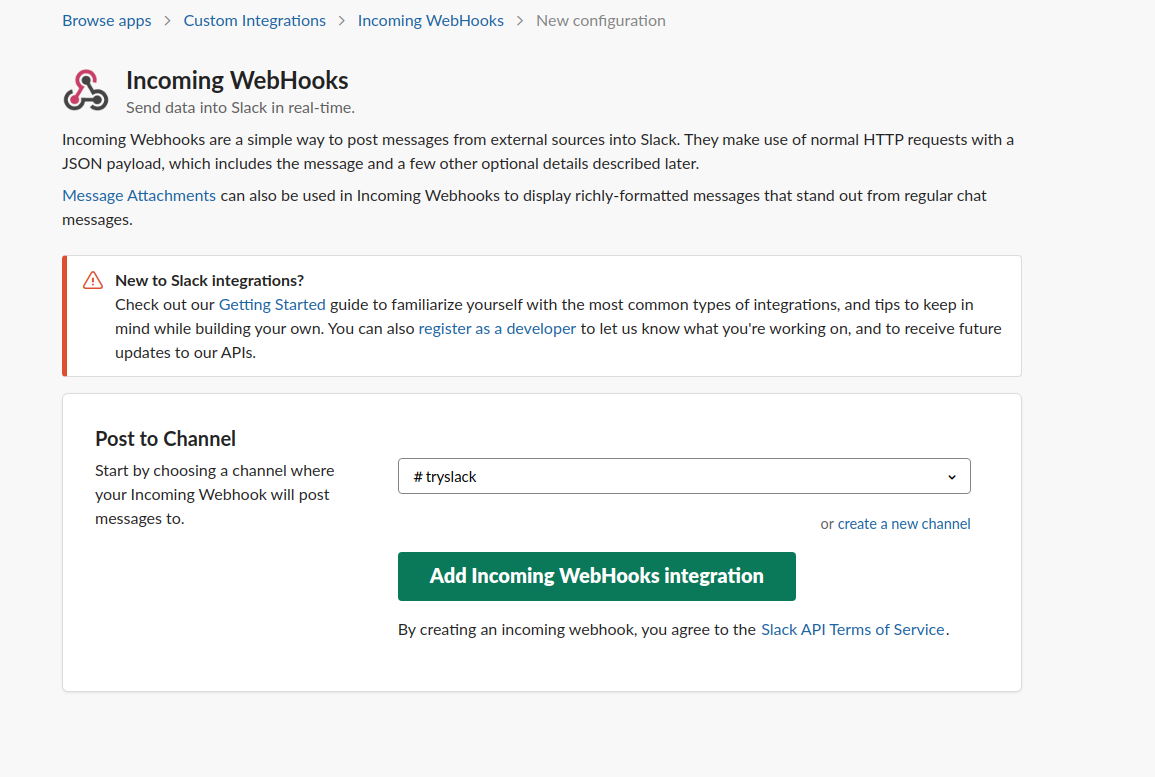 Browse apps > Custom Integrations > Incoming WebHooks > New configuration
Incoming WebHooks
Send data into Slack in real-time.
Incoming Webhooks are a simple way to post messages from external sources into Slack. They make use of normal HTTP requests with a
JSON payload, which includes the message and a few other optional details described later.
Message Attachments can also be used in Incoming Webhooks to display richly-formatted messages that stand out from regular chat
messages.
New to Slack integrations?
Check out our Getting Started guide to familiarize yourself with the most common types of integrations, and tips to keep in
mind while building your own. You can also register as a developer to let us know what you're working on, and to receive future
updates to our APIs.
Post to Channel
Start by choosing a channel where
your Incoming Webhook will post
messages to.
# tryslack
or create a new channel
Add Incoming WebHooks integration
By creating an incoming webhook, you agree to the Slack API Terms of Service.